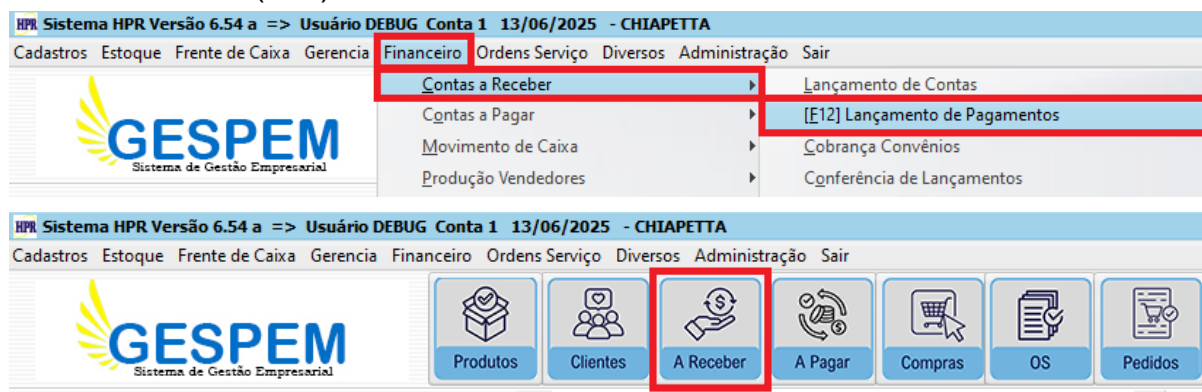 HPR Sistema HPR Versão 6.54 a => Usuário DEBUG Conta 1 13/06/2025 - CHIAPETTA
Cadastros Estoque Frente de Caixa Gerencia Financeiro Ordens Serviço Diversos Administração Sair
GESPEM
Sistema de Gestão Empresarial
Contas a Receber
Contas a Pagar
Movimento de Caixa
Produção Vendedores
Lançamento de Contas
[F12] Lançamento de Pagamentos
Cobrança Convênios
Conferência de Lançamentos
HPR Sistema HPR Versão 6.54 a => Usuário DEBUG Conta 1 13/06/2025 - CHIAPETTA
Cadastros Estoque Frente de Caixa Gerencia Financeiro Ordens Serviço Diversos Administração Sair
GESPEM
Sistema de Gestão Empresarial
Produtos Clientes A Receber A Pagar Compras OS Pedidos